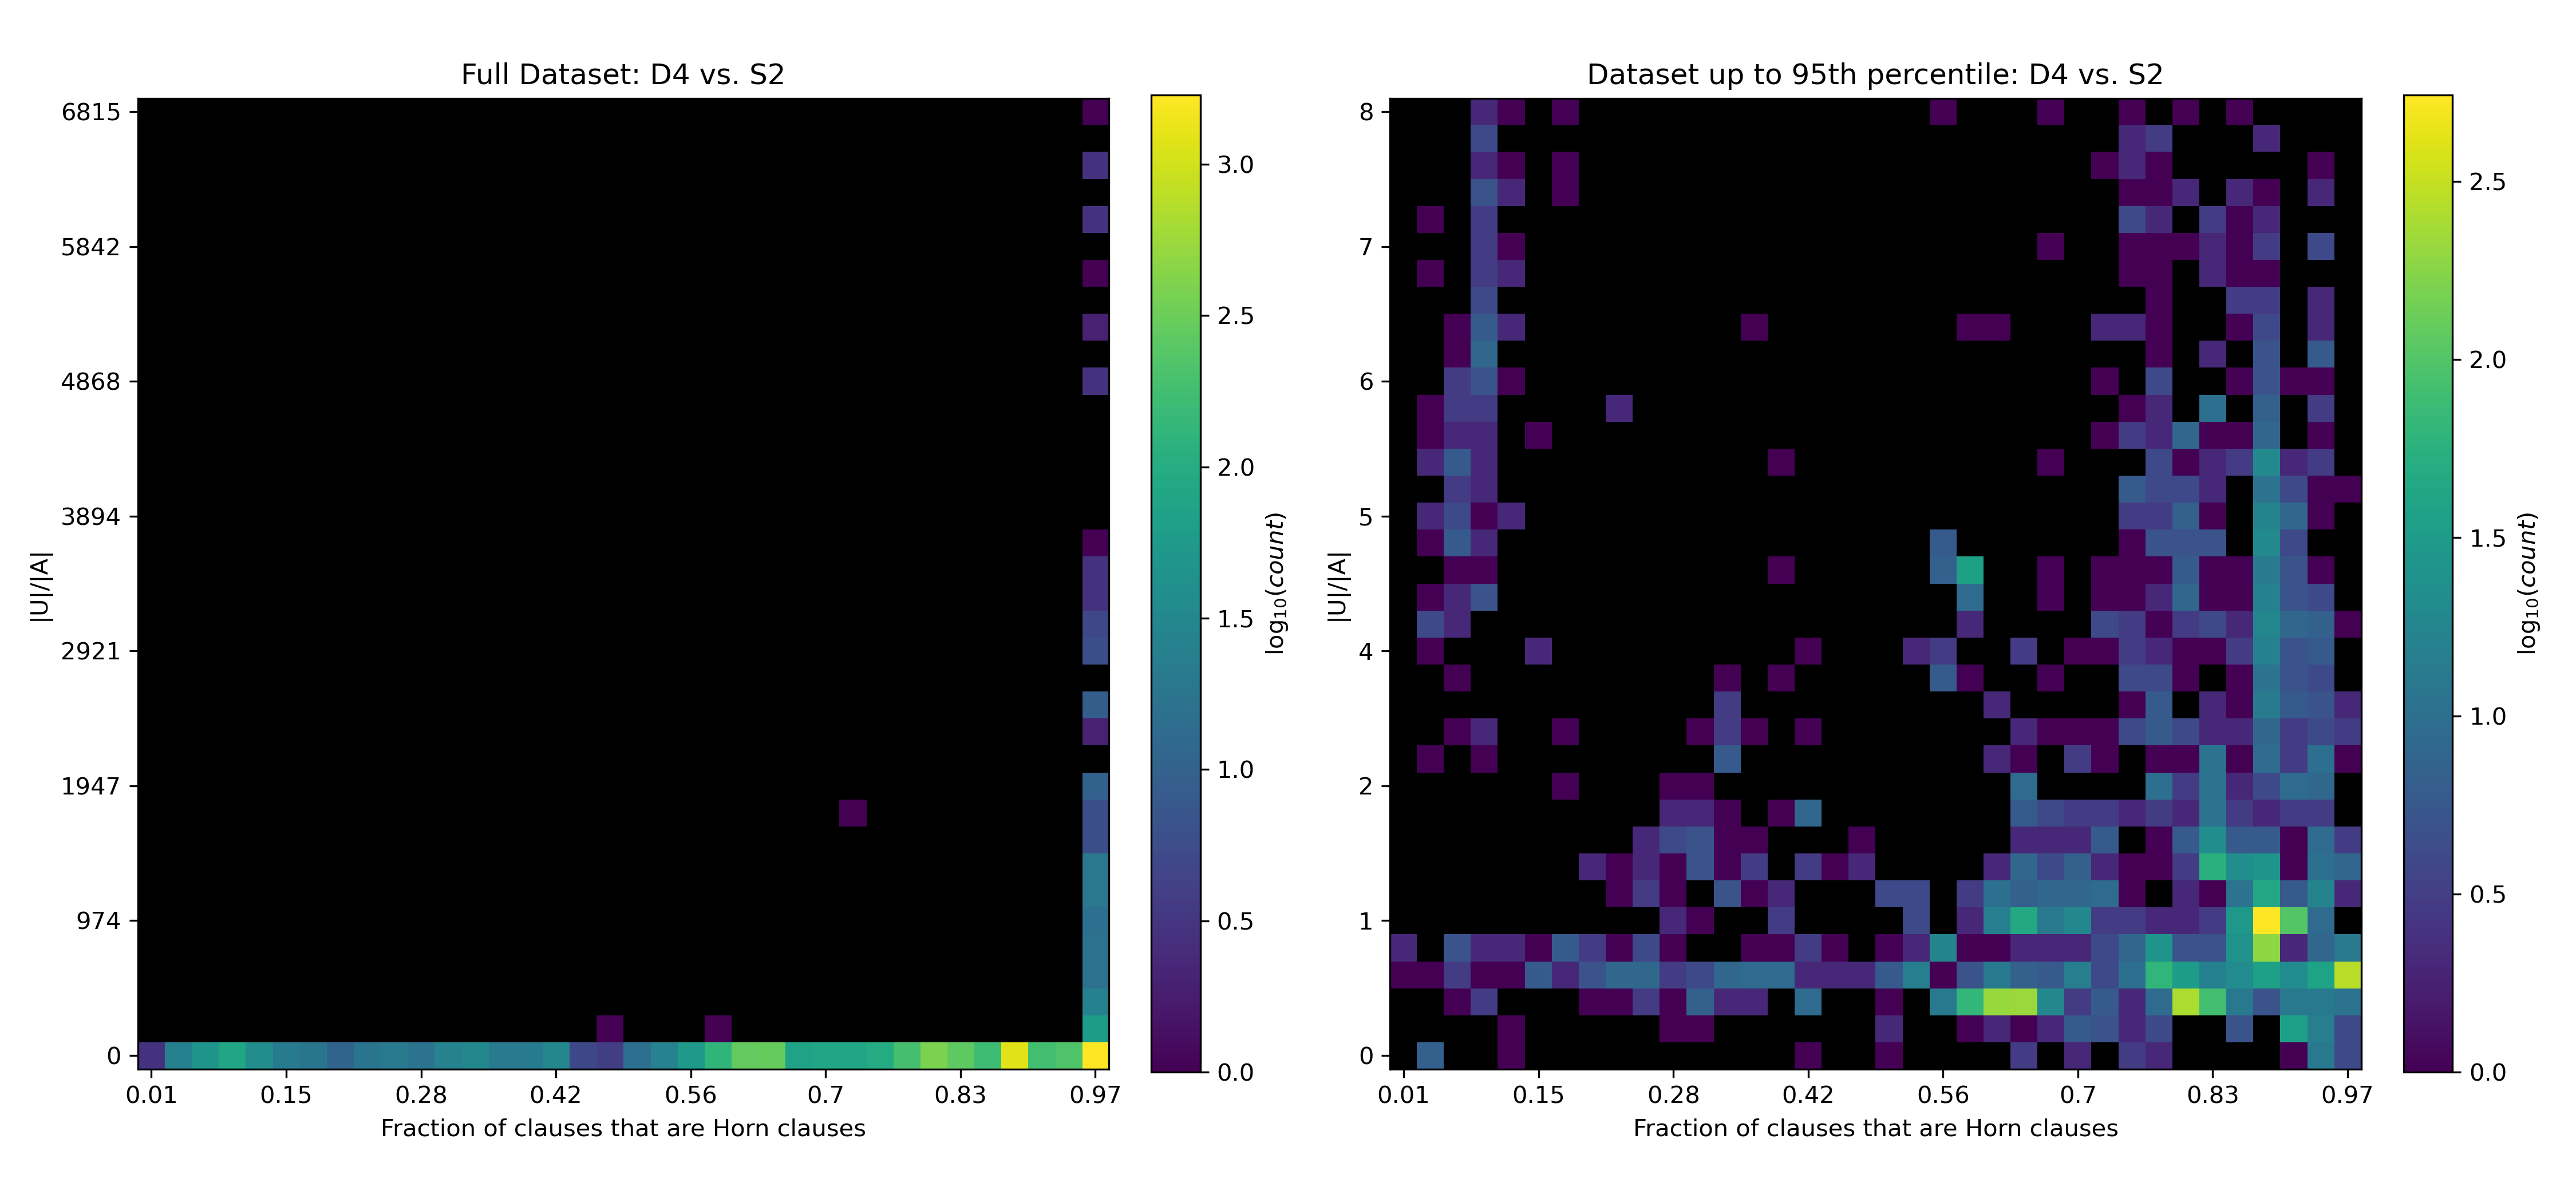 Full Dataset: D4 vs. S2
6815
5842
4868
3894
2921
1947
974
0
|U|/|A|
0.01 0.15 0.28 0.42 0.56 0.7 0.83 0.97
Fraction of clauses that are Horn clauses
3.0
2.5
2.0
1.5
1.0
0.5
0.0
log₁₀(count)
Dataset up to 95th percentile: D4 vs. S2
8
7
6
5
4
2
1
0
|U|/|A|
0.01 0.15 0.28 0.42 0.56 0.7 0.83 0.97
Fraction of clauses that are Horn clauses
2.5
2.0
1.5
1.0
0.5
0.0
log₁₀(count)